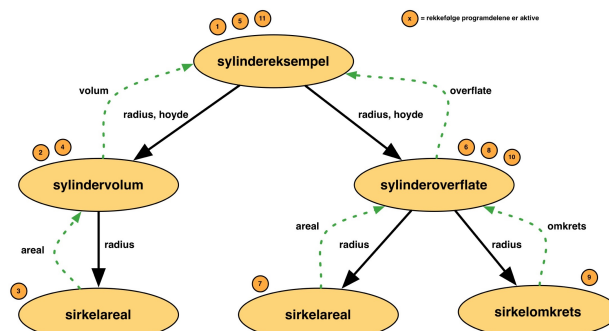 x = rekkefølge programdelene er aktive
1 5 11
sylindereksempel
volum
overflate
radius, hoyde
radius, hoyde
2 4
6 8 10
sylindervolum
sylinderoverflate
areal
radius
areal
radius
radius
omkrets
3
7
9
sirkelareal
sirkelareal
sirkelomkrets